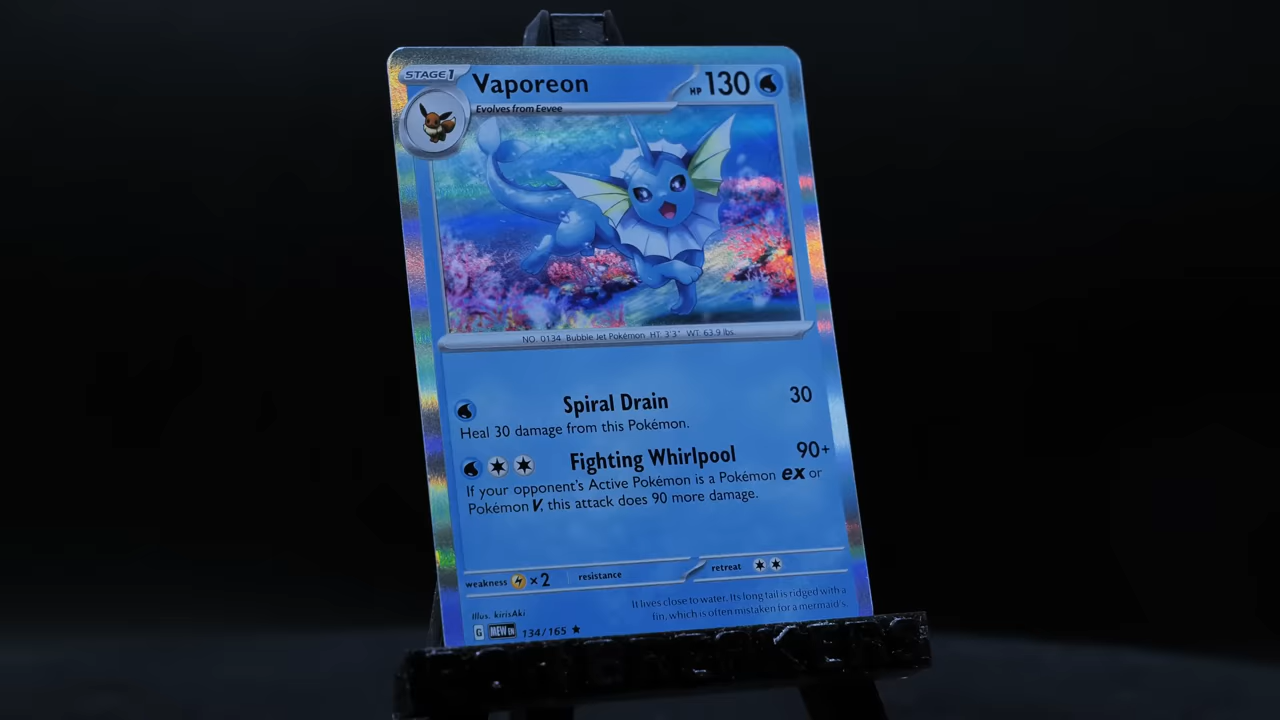 STAGE 1 Vaporeon HP 130
Evolves from Eevee
NO. 0134 Bubble Jet Pokémon HT: 3'3" WT: 63.9 lbs.
Spiral Drain 30
Heal 30 damage from this Pokémon.
Fighting Whirlpool 90+
If your opponent's Active Pokémon is a Pokémon ex or
Pokémon V, this attack does 90 more damage.
weakness ×2 resistance retreat
Illus. kirisAki
It lives close to water. Its long tail is ridged with a
fin, which is often mistaken for a mermaid's.
G MEW EN 134/165